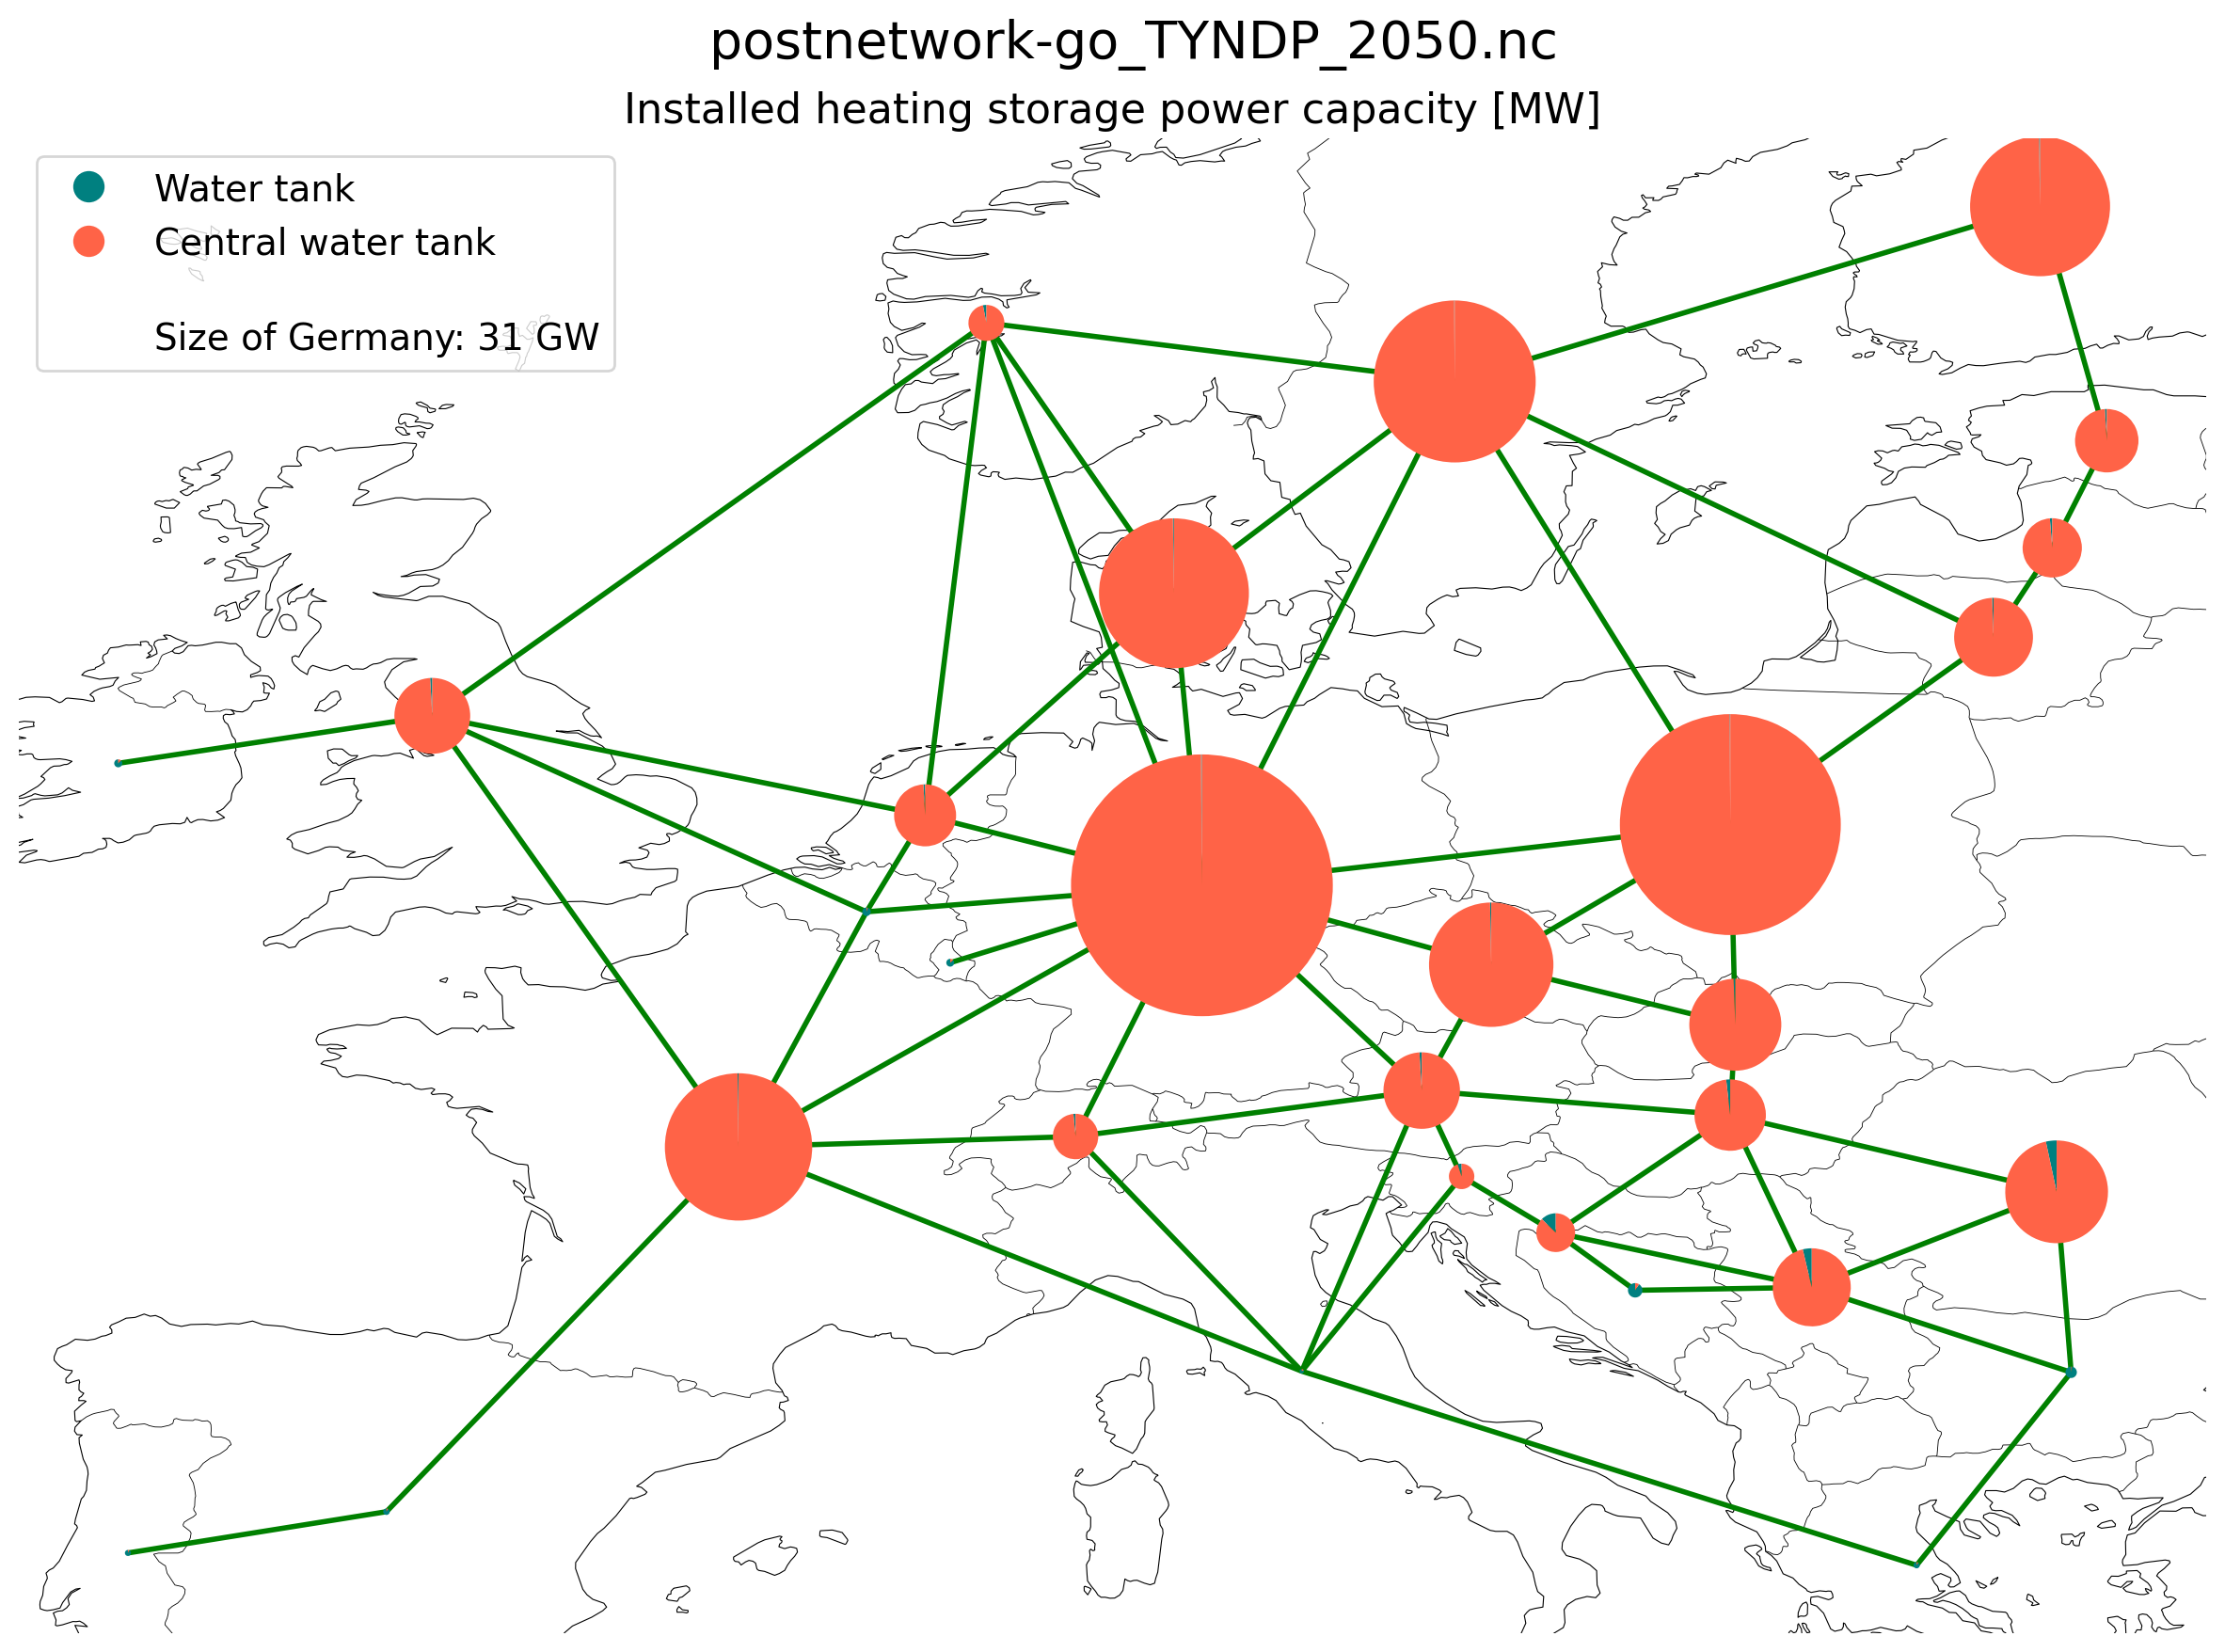 postnetwork-go_TYNDP_2050.nc
Installed heating storage power capacity [MW]
Water tank
Central water tank
Size of Germany: 31 GW